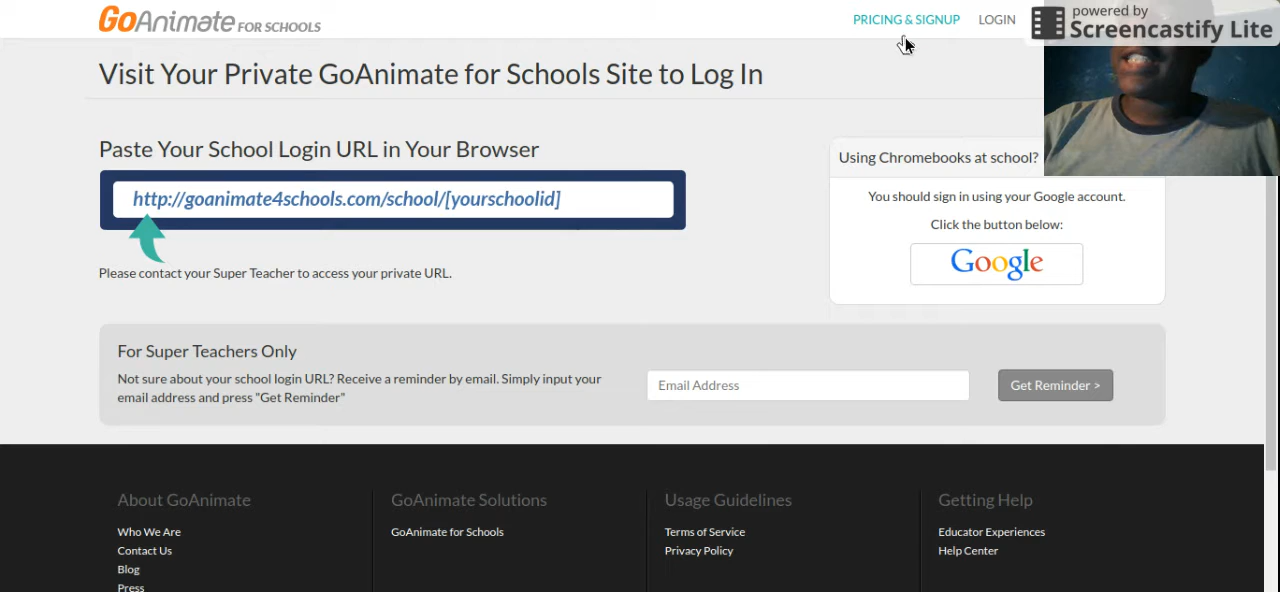 GoAnimate FOR SCHOOLS
PRICING & SIGNUP
LOGIN
powered by
Screencastify Lite
Visit Your Private GoAnimate for Schools Site to Log In
Paste Your School Login URL in Your Browser
http://goanimate4schools.com/school/[yourschoolid]
Please contact your Super Teacher to access your private URL.
Using Chromebooks at school?
You should sign in using your Google account.
Click the button below:
Google
For Super Teachers Only
Not sure about your school login URL? Receive a reminder by email. Simply input your
email address and press "Get Reminder"
Email Address
Get Reminder >
About GoAnimate
Who We Are
Contact Us
Blog
Press
GoAnimate Solutions
GoAnimate for Schools
Usage Guidelines
Terms of Service
Privacy Policy
Getting Help
Educator Experiences
Help Center